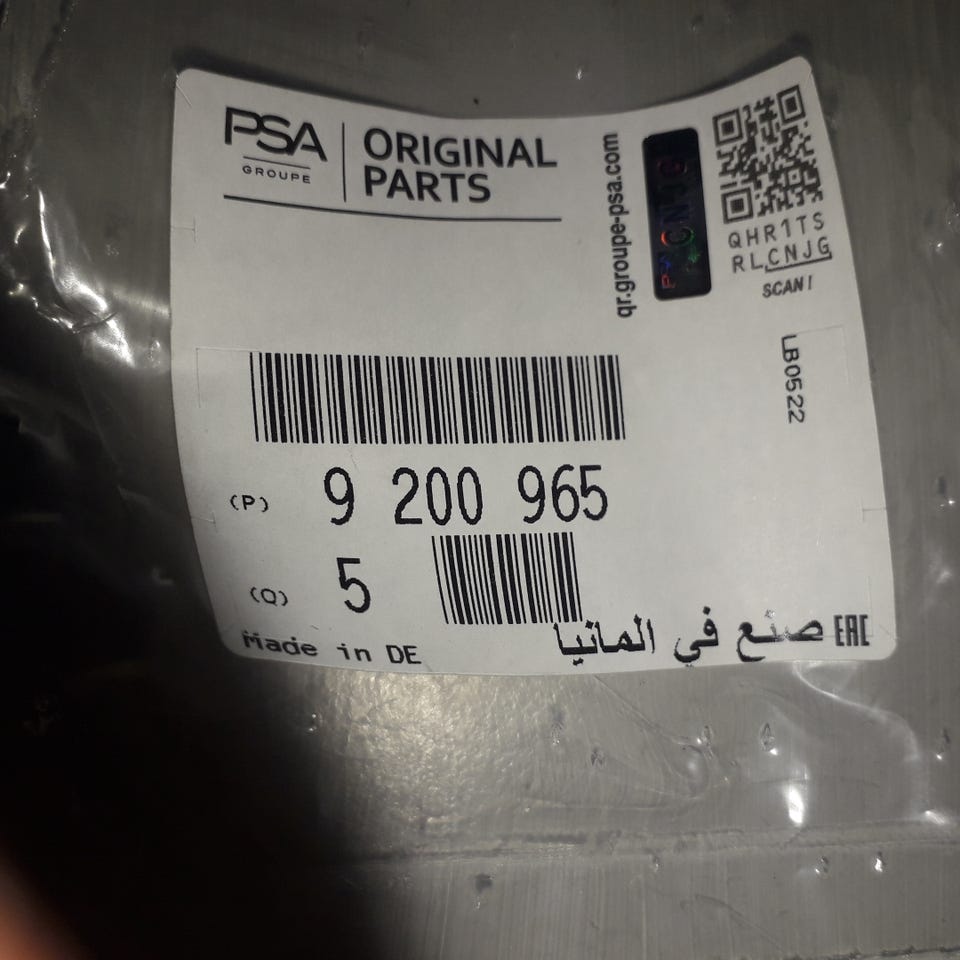 PSA
GROUPE
ORIGINAL
PARTS
qr.groupe-psa.com
CNJG
QHR1TS
RLCNJG
SCAN!
LB0522
(P) 9 200 965
(Q) 5
Made in DE
صنع في المانيا EAC